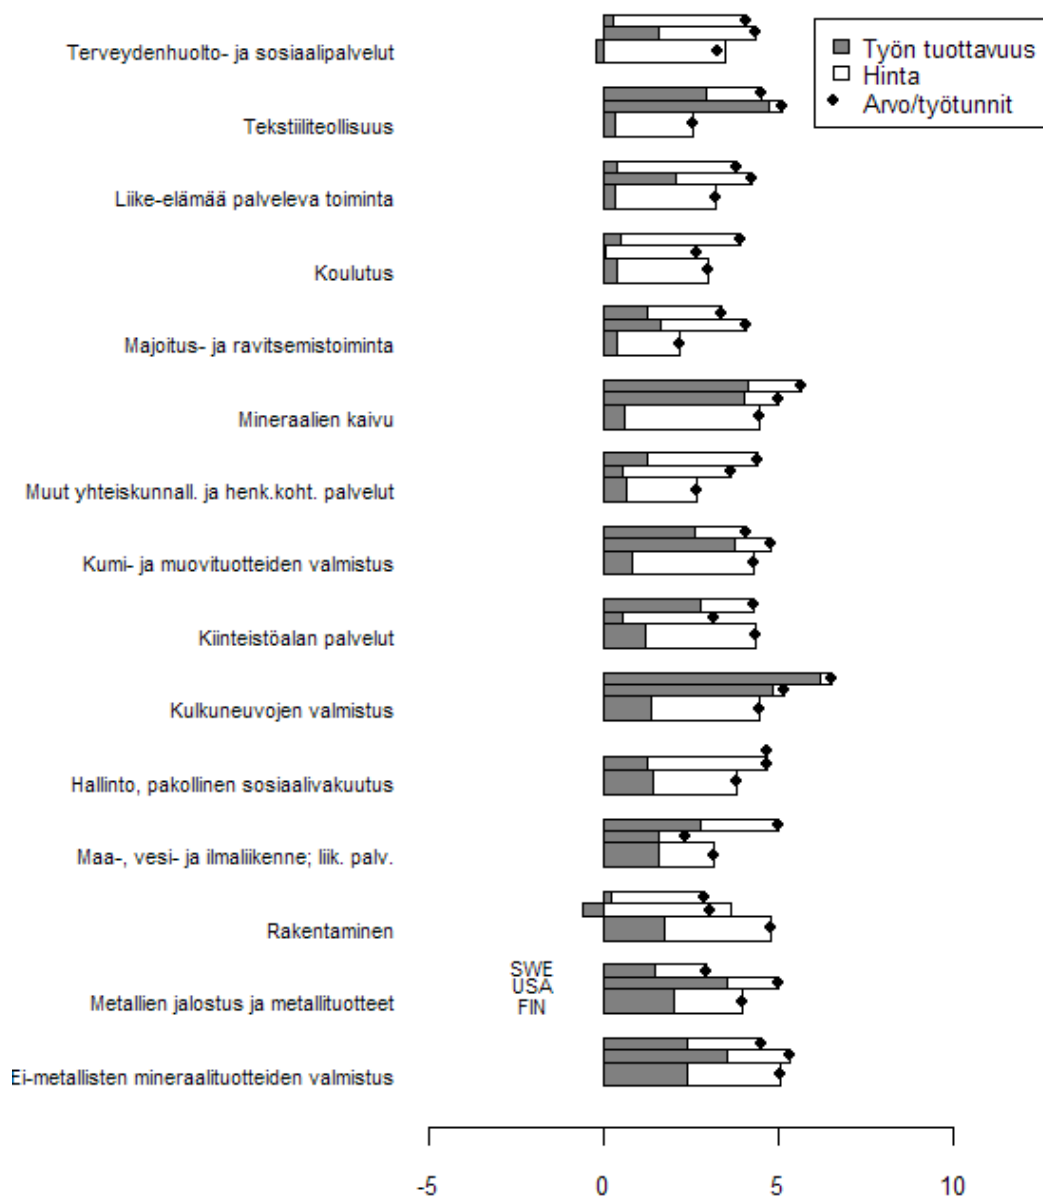 Työn tuottavuus
Hinta
Arvo/työtunnit
Terveydenhuolto- ja sosiaalipalvelut
Tekstiiliteollisuus
Liike-elämää palveleva toiminta
Koulutus
Majoitus- ja ravitsemistoiminta
Mineraalien kaivu
Muut yhteiskunnall. ja henk.koht. palvelut
Kumi- ja muovituotteiden valmistus
Kiinteistöalan palvelut
Kulkuneuvojen valmistus
Hallinto, pakollinen sosiaalivakuutus
Maa-, vesi- ja ilmaliikenne; liik. palv.
Rakentaminen
SWE
USA
FIN
Metallien jalostus ja metallituotteet
Ei-metallisten mineraalituotteiden valmistus
-5 0 5 10